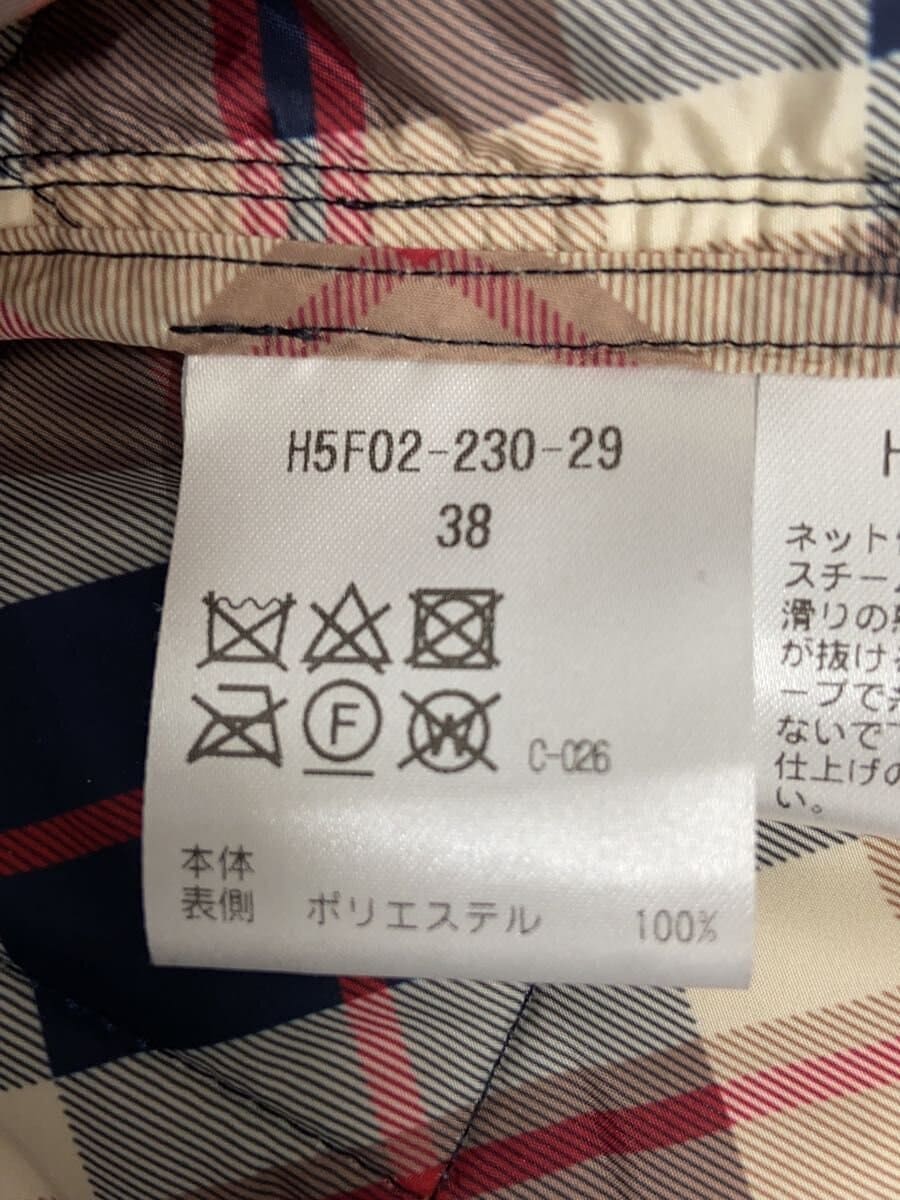 H5F02-230-29
38
F
W
C-026
本体
表側 ポリエステル 100%
H
ネット
スチーム
滑りの
が抜ける
ープで
ないで
仕上げの
い。